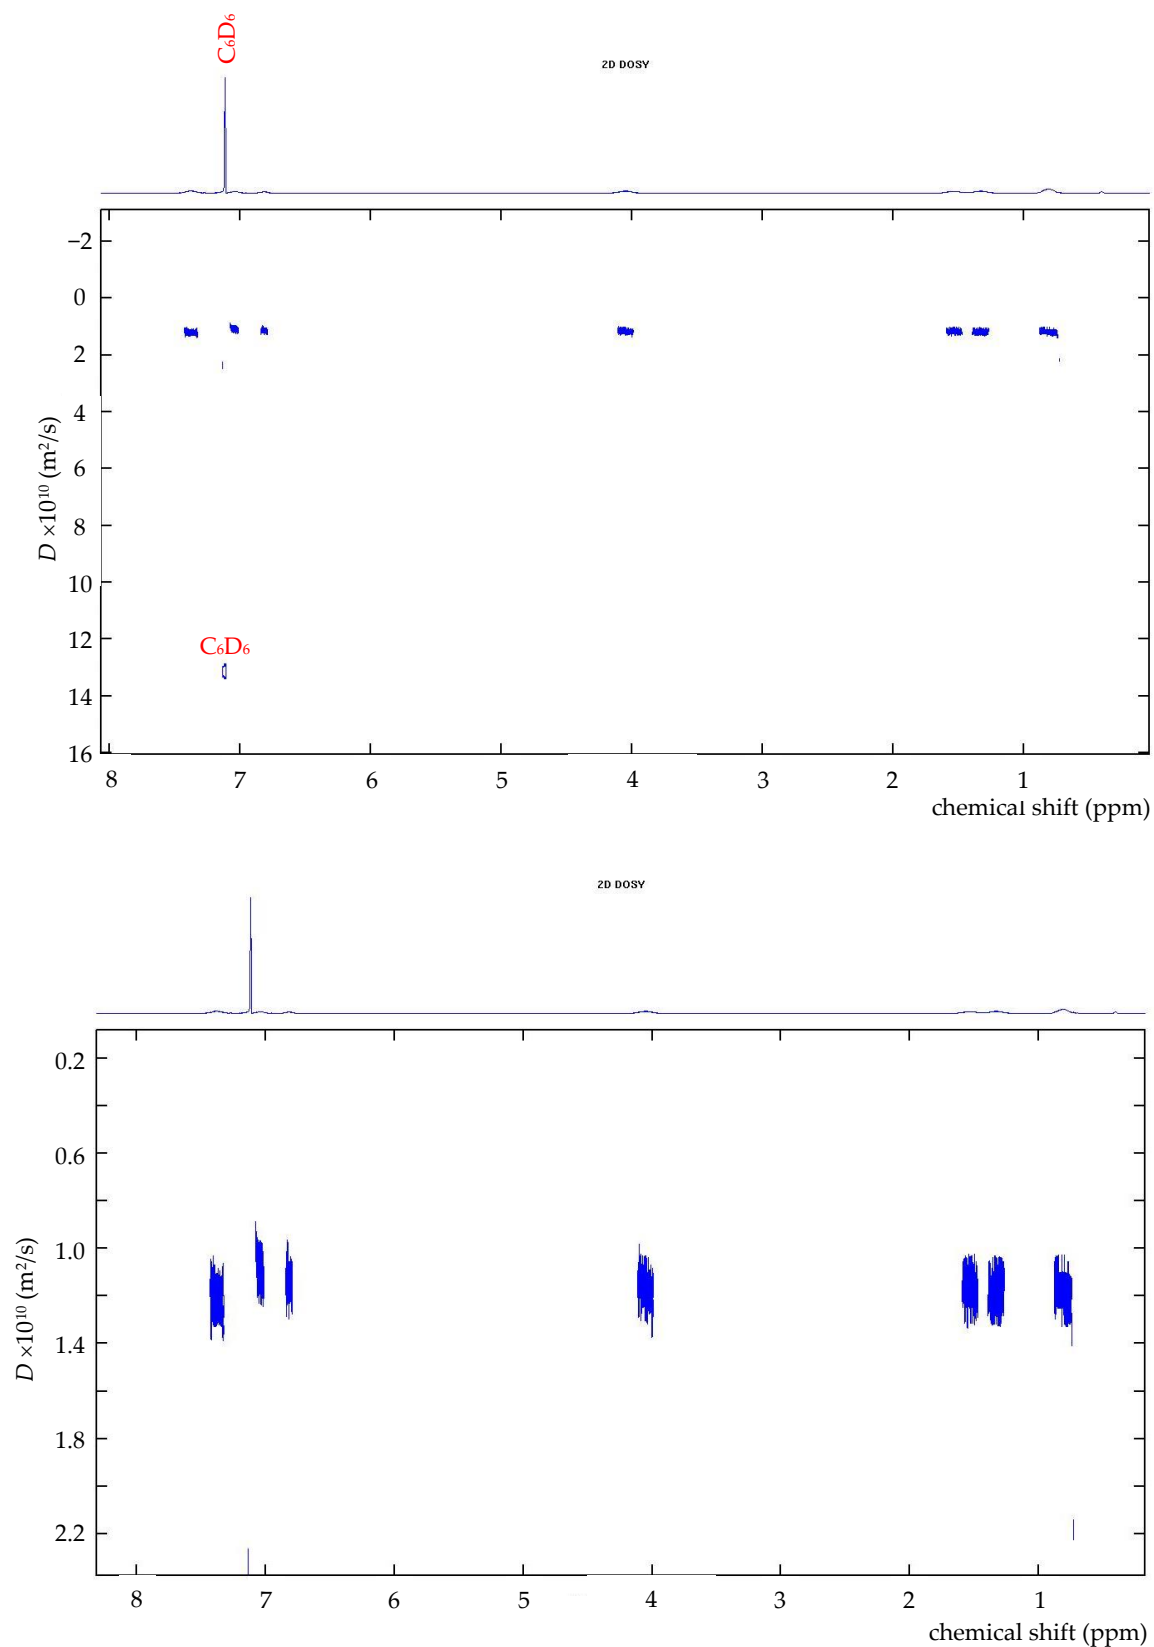 C₆D₆
2D DOSY
−2
0
2
4
6
8
10
12
14
16
D ×10¹⁰ (m²/s)
C₆D₆
8 7 6 5 4 3 2 1
chemical shift (ppm)
2D DOSY
0.2
0.6
1.0
1.4
1.8
2.2
D ×10¹⁰ (m²/s)
8 7 6 5 4 3 2 1
chemical shift (ppm)